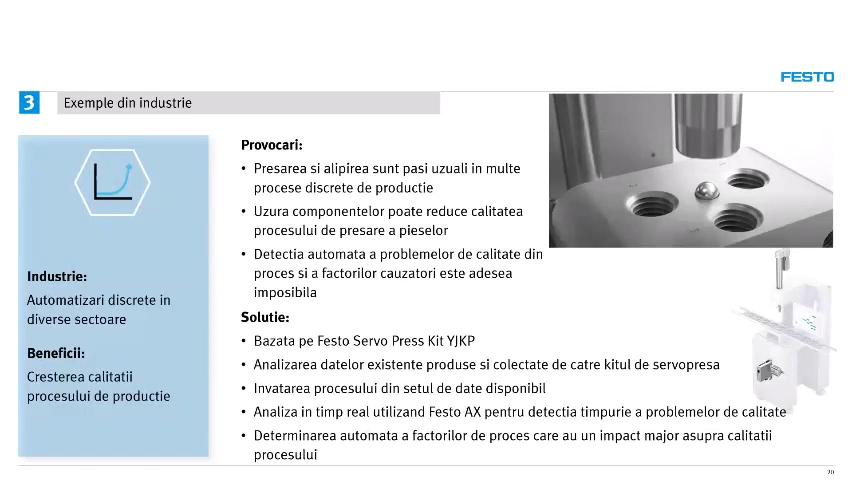 FESTO
3
Exemple din industrie
Industrie:
Automatizari discrete in
diverse sectoare
Beneficii:
Cresterea calitatii
procesului de productie
Provocari:
• Presarea si alipirea sunt pasi uzuali in multe
procese discrete de productie
• Uzura componentelor poate reduce calitatea
procesului de presare a pieselor
• Detectia automata a problemelor de calitate din
proces si a factorilor cauzatori este adesea
imposibila
Solutie:
• Bazata pe Festo Servo Press Kit YJKP
• Analizarea datelor existente produse si colectate de catre kitul de servopresa
• Invatarea procesului din setul de date disponibil
• Analiza in timp real utilizand Festo AX pentru detectia timpurie a problemelor de calitate
• Determinarea automata a factorilor de proces care au un impact major asupra calitatii
procesului
20